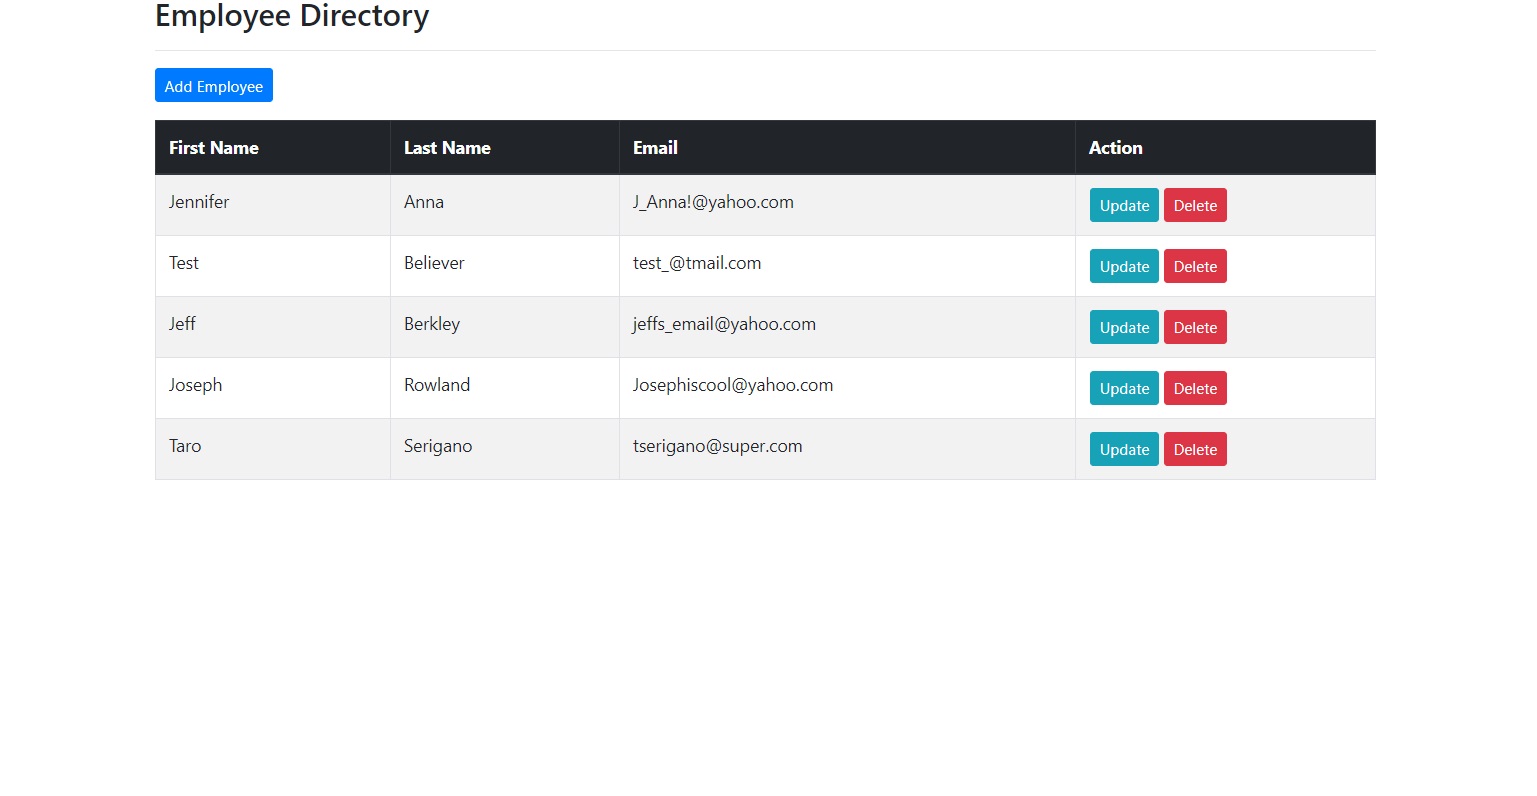 Employee Directory
Add Employee
First Name Last Name Email Action
Jennifer Anna J_Anna!@yahoo.com Update Delete
Test Believer test_@tmail.com Update Delete
Jeff Berkley jeffs_email@yahoo.com Update Delete
Joseph Rowland Josephiscool@yahoo.com Update Delete
Taro Serigano tserigano@super.com Update Delete